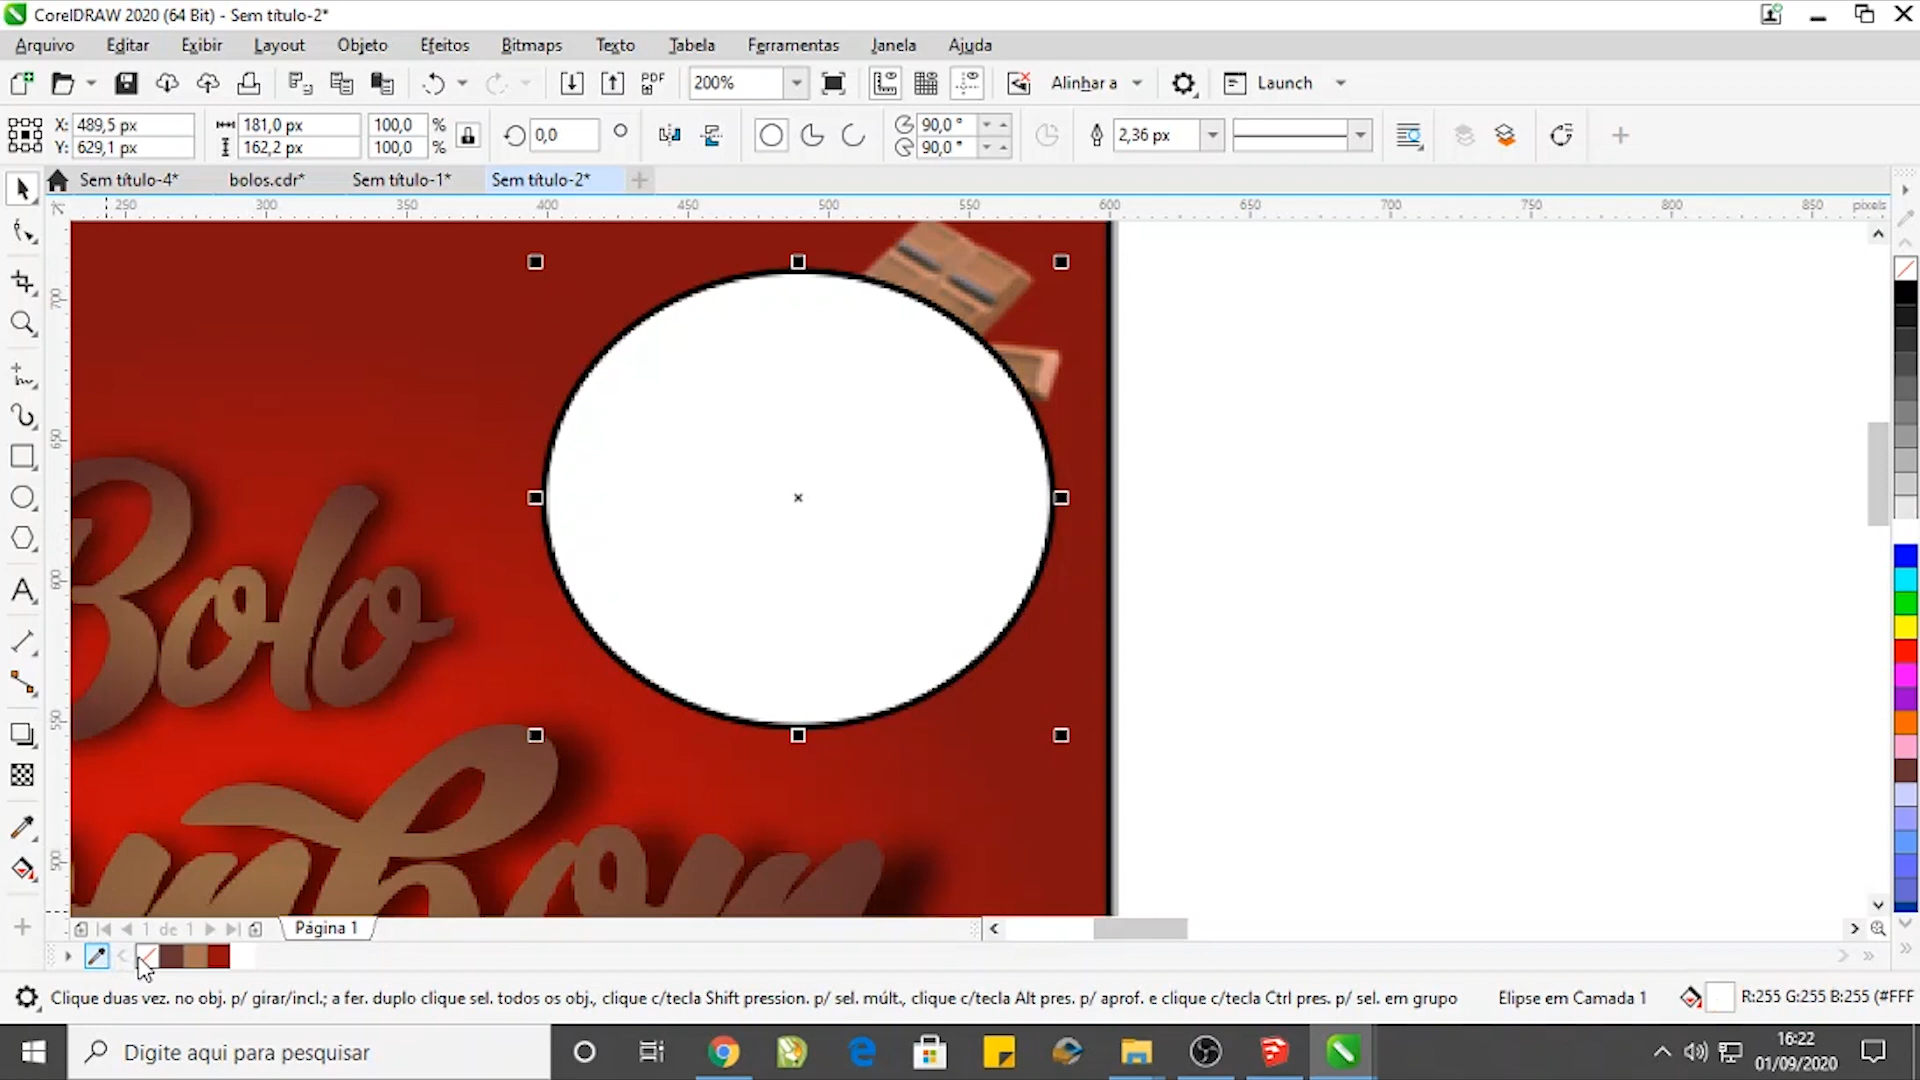 CorelDRAW 2020 (64 Bit) - Sem título-2*
Arquivo Editar Exibir Layout Objeto Efeitos Bitmaps Texto Tabela Ferramentas Janela Ajuda
PDF 200% Alinhar a Launch
X: 489,5 px 181,0 px 100,0 % 0,0 90,0 ° 2,36 px
Y: 629,1 px 162,2 px 100,0 % 90,0 °
Sem título-4* bolos.cdr* Sem título-1* Sem título-2*
250 300 350 400 450 500 550 600 650 700 750 800 850 pixels
700
650
600
550
500
Bolo
1 de 1 Página 1
Clique duas vez. no obj. p/ girar/incl.; a fer. duplo clique sel. todos os obj., clique c/tecla Shift pression. p/ sel. múlt., clique c/tecla Alt pres. p/ aprof. e clique c/tecla Ctrl pres. p/ sel. em grupo Elipse em Camada 1 R:255 G:255 B:255 (#FFF
Digite aqui para pesquisar
16:22
01/09/2020